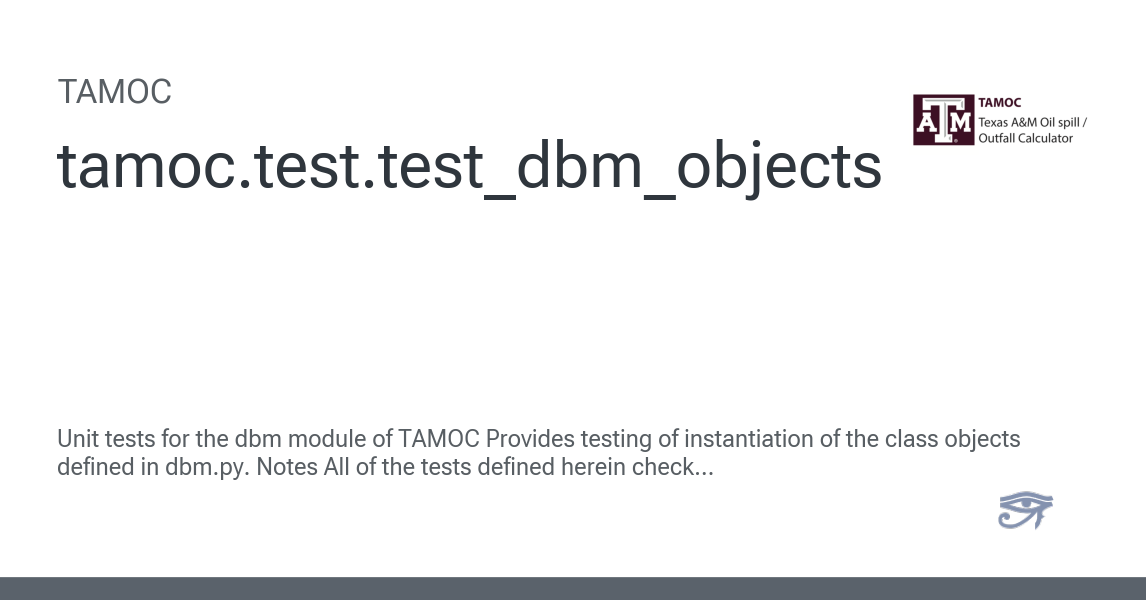 TAMOC
tamoc.test.test_dbm_objects
ATM
TAMOC
Texas A&M Oil spill /
Outfall Calculator
Unit tests for the dbm module of TAMOC Provides testing of instantiation of the class objects
defined in dbm.py. Notes All of the tests defined herein check...